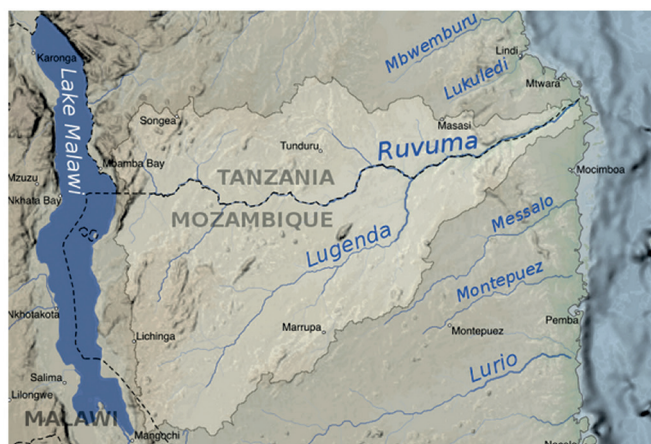 Mbwemburu
Lindi
Karonga
Lukuledi
Mtwara
Lake Malawi
Songea
Masasi
Tunduru
Ruvuma
Mbamba Bay
Mzuzu
TANZANIA
Mocimboa
Nkhata Bay
MOZAMBIQUE
Messalo
Lugenda
Montepuez
Nkhotakota
Pemba
Marrupa
Montepuez
Lichinga
Lurio
Salima
Lilongwe
MALAWI
Mangochi